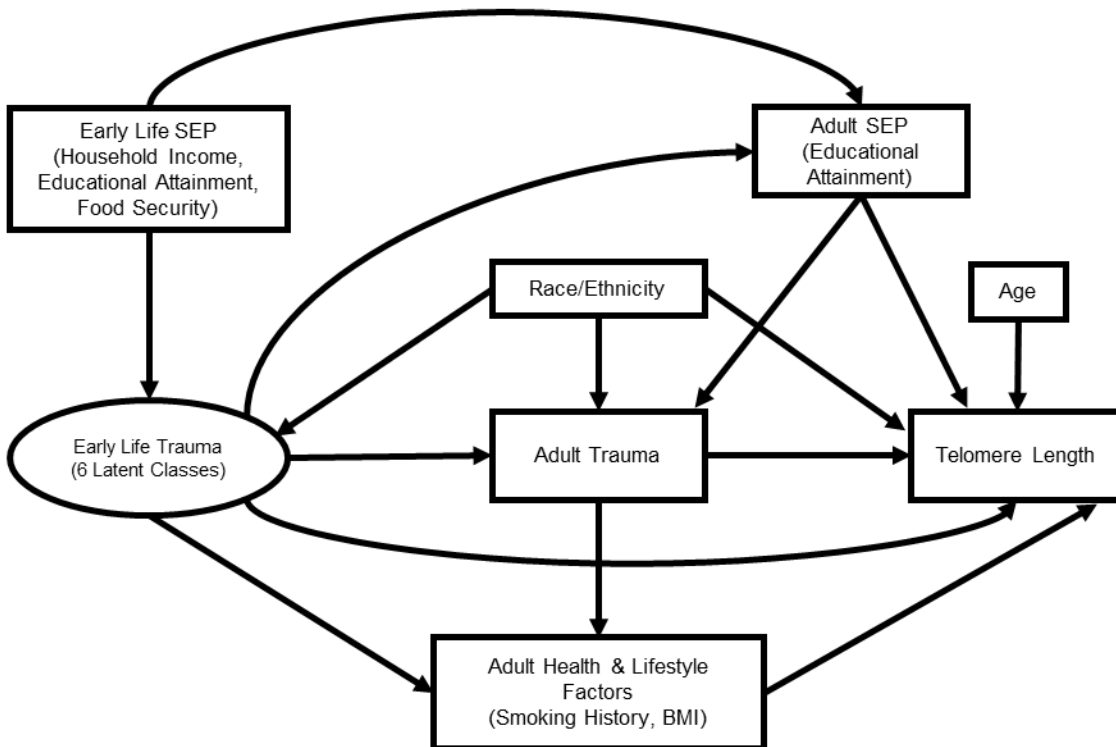 Early Life SEP
(Household Income,
Educational Attainment,
Food Security)
Adult SEP
(Educational
Attainment)
Race/Ethnicity
Age
Early Life Trauma
(6 Latent Classes)
Adult Trauma
Telomere Length
Adult Health & Lifestyle
Factors
(Smoking History, BMI)